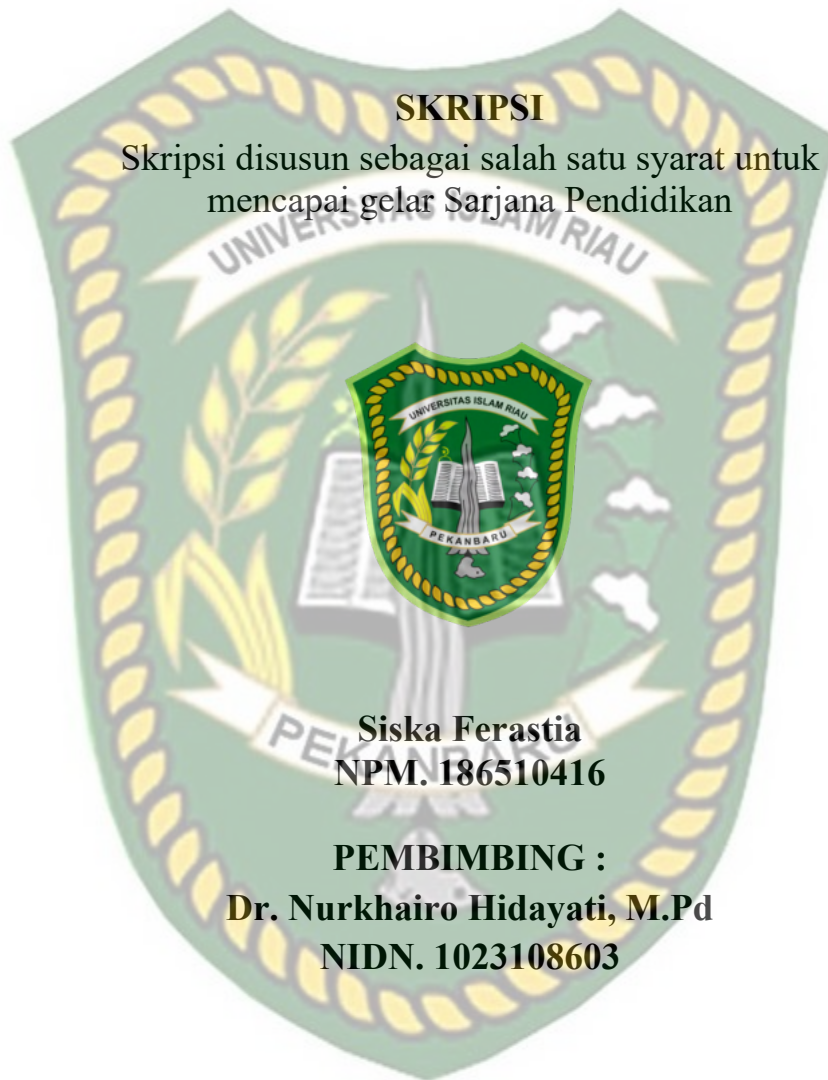 SKRIPSI
Skripsi disusun sebagai salah satu syarat untuk
mencapai gelar Sarjana Pendidikan
UNIVERSITAS ISLAM RIAU
UNIVERSITAS ISLAM RIAU
PEKANBARU
Siska Ferastia
PEKANBARU
NPM. 186510416
PEMBIMBING :
Dr. Nurkhairo Hidayati, M.Pd
NIDN. 1023108603